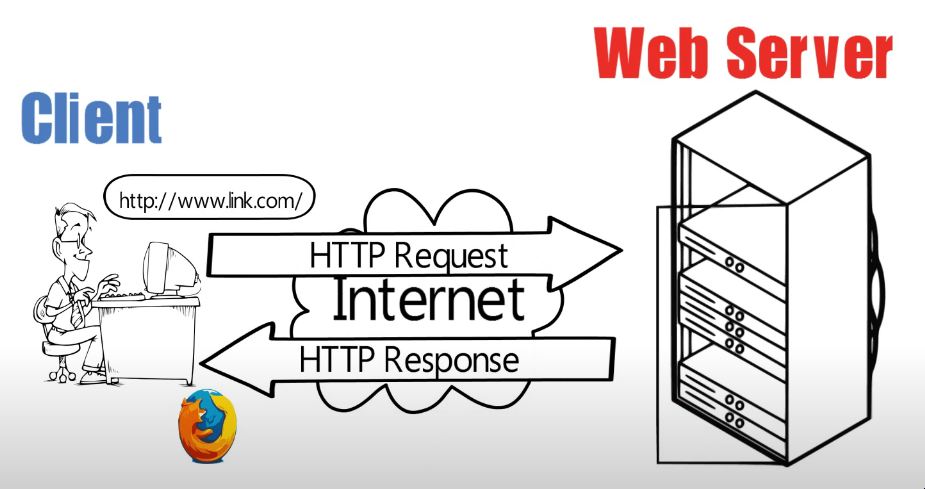 Web Server
Client
http://www.link.com/
HTTP Request
Internet
HTTP Response